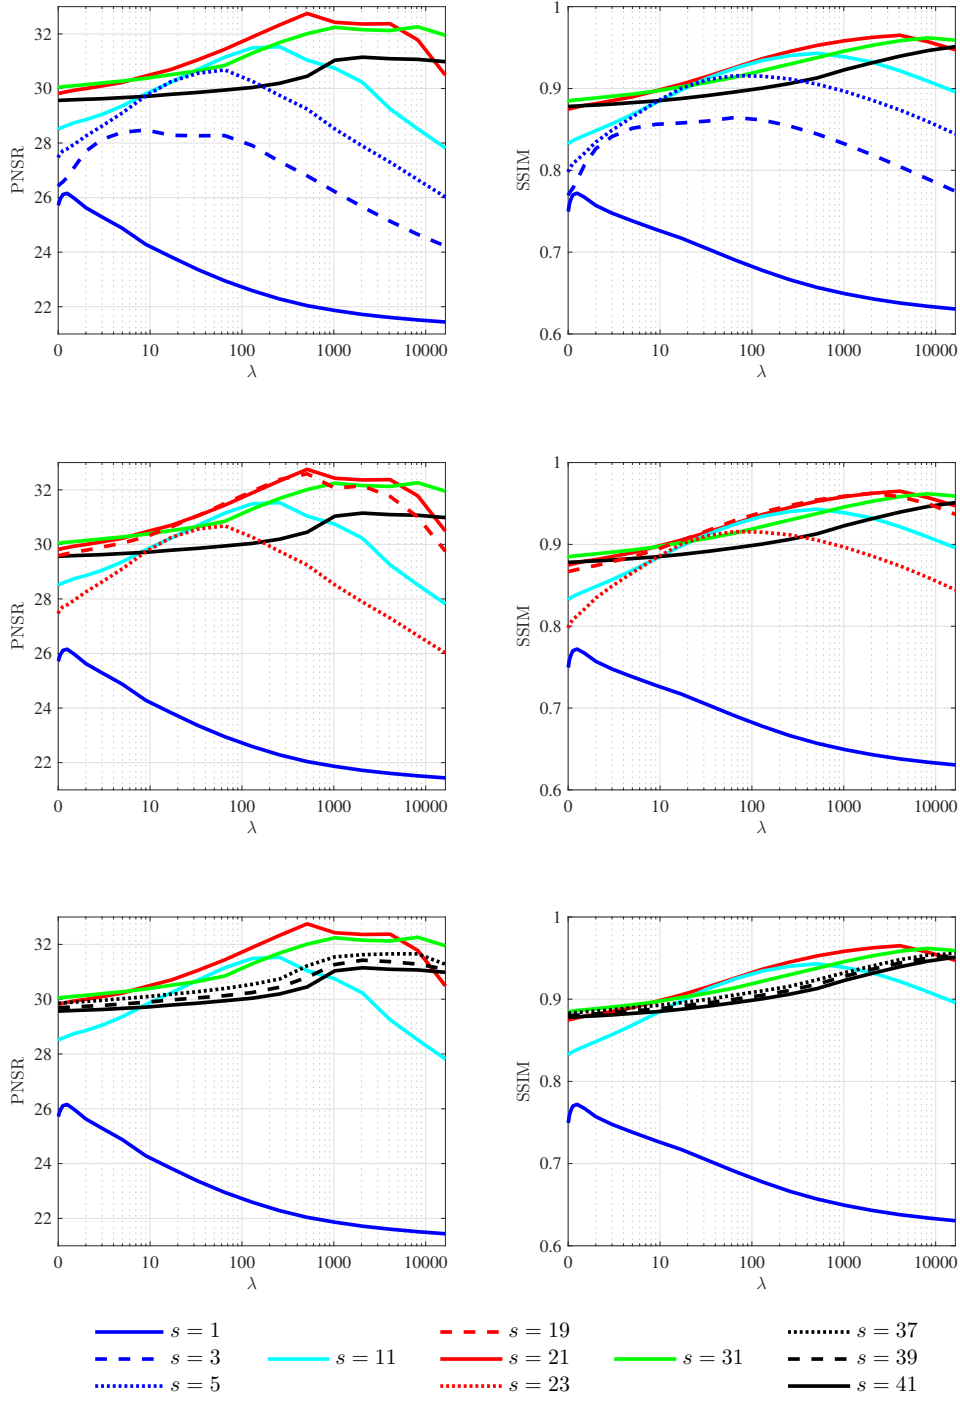 32
30
28
26
24
22
PNSR
0 10 100 1000 10000
λ
1
0.9
0.8
0.7
0.6
SSIM
0 10 100 1000 10000
λ
32
30
28
26
24
22
PNSR
0 10 100 1000 10000
λ
1
0.9
0.8
0.7
0.6
SSIM
0 10 100 1000 10000
λ
32
30
28
26
24
22
PNSR
0 10 100 1000 10000
λ
1
0.9
0.8
0.7
0.6
SSIM
0 10 100 1000 10000
λ
s = 1 s = 19 s = 37
s = 3 s = 11 s = 21 s = 31 s = 39
s = 5 s = 23 s = 41